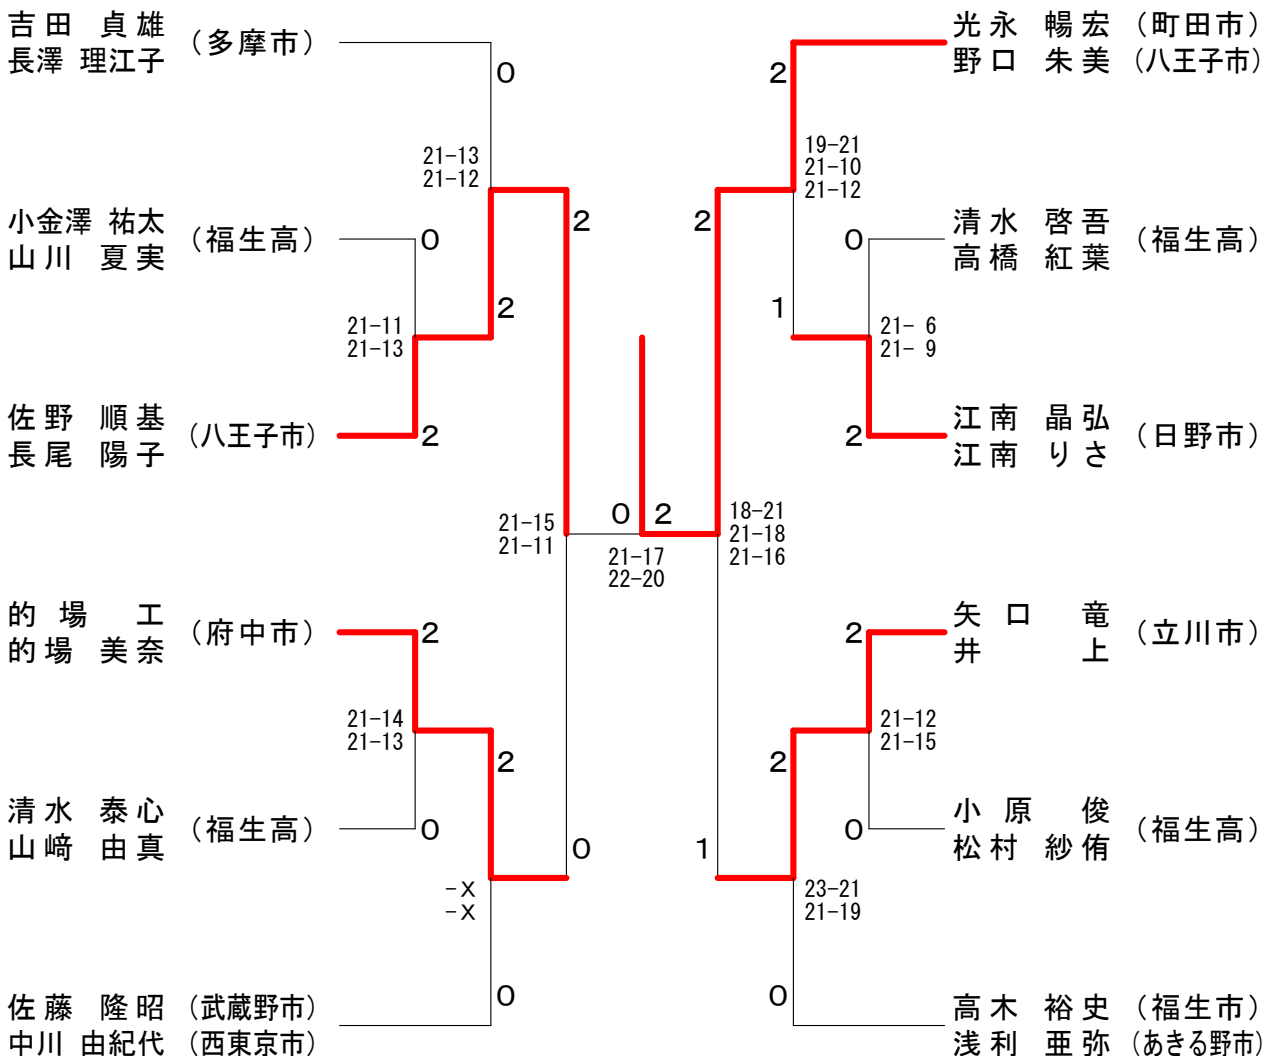 吉田 貞雄 (多摩市)
長澤 理江子
0
21-13
21-12
小金澤 祐太 (福生高)
山川 夏実
0
2
2
21-11
21-13
佐野 順基 (八王子市)
長尾 陽子
2
21-15
21-11
0
2
21-17
22-20
的場 工 (府中市)
的場 美奈
2
21-14
21-13
2
清水 泰心 (福生高)
山﨑 由真
0
0
-X
-X
佐藤 隆昭 (武蔵野市)
中川 由紀代 (西東京市)
0
光永 暢宏 (町田市)
野口 朱美 (八王子市)
2
19-21
21-10
21-12
2
清水 啓吾 (福生高)
高橋 紅葉
0
1
21- 6
21- 9
江南 晶弘 (日野市)
江南 りさ
2
18-21
21-18
21-16
矢口 竜 (立川市)
井上
2
21-12
21-15
2
小原 俊 (福生高)
松村 紗侑
0
1
23-21
21-19
高木 裕史 (福生市)
浅利 亜弥 (あきる野市)
0